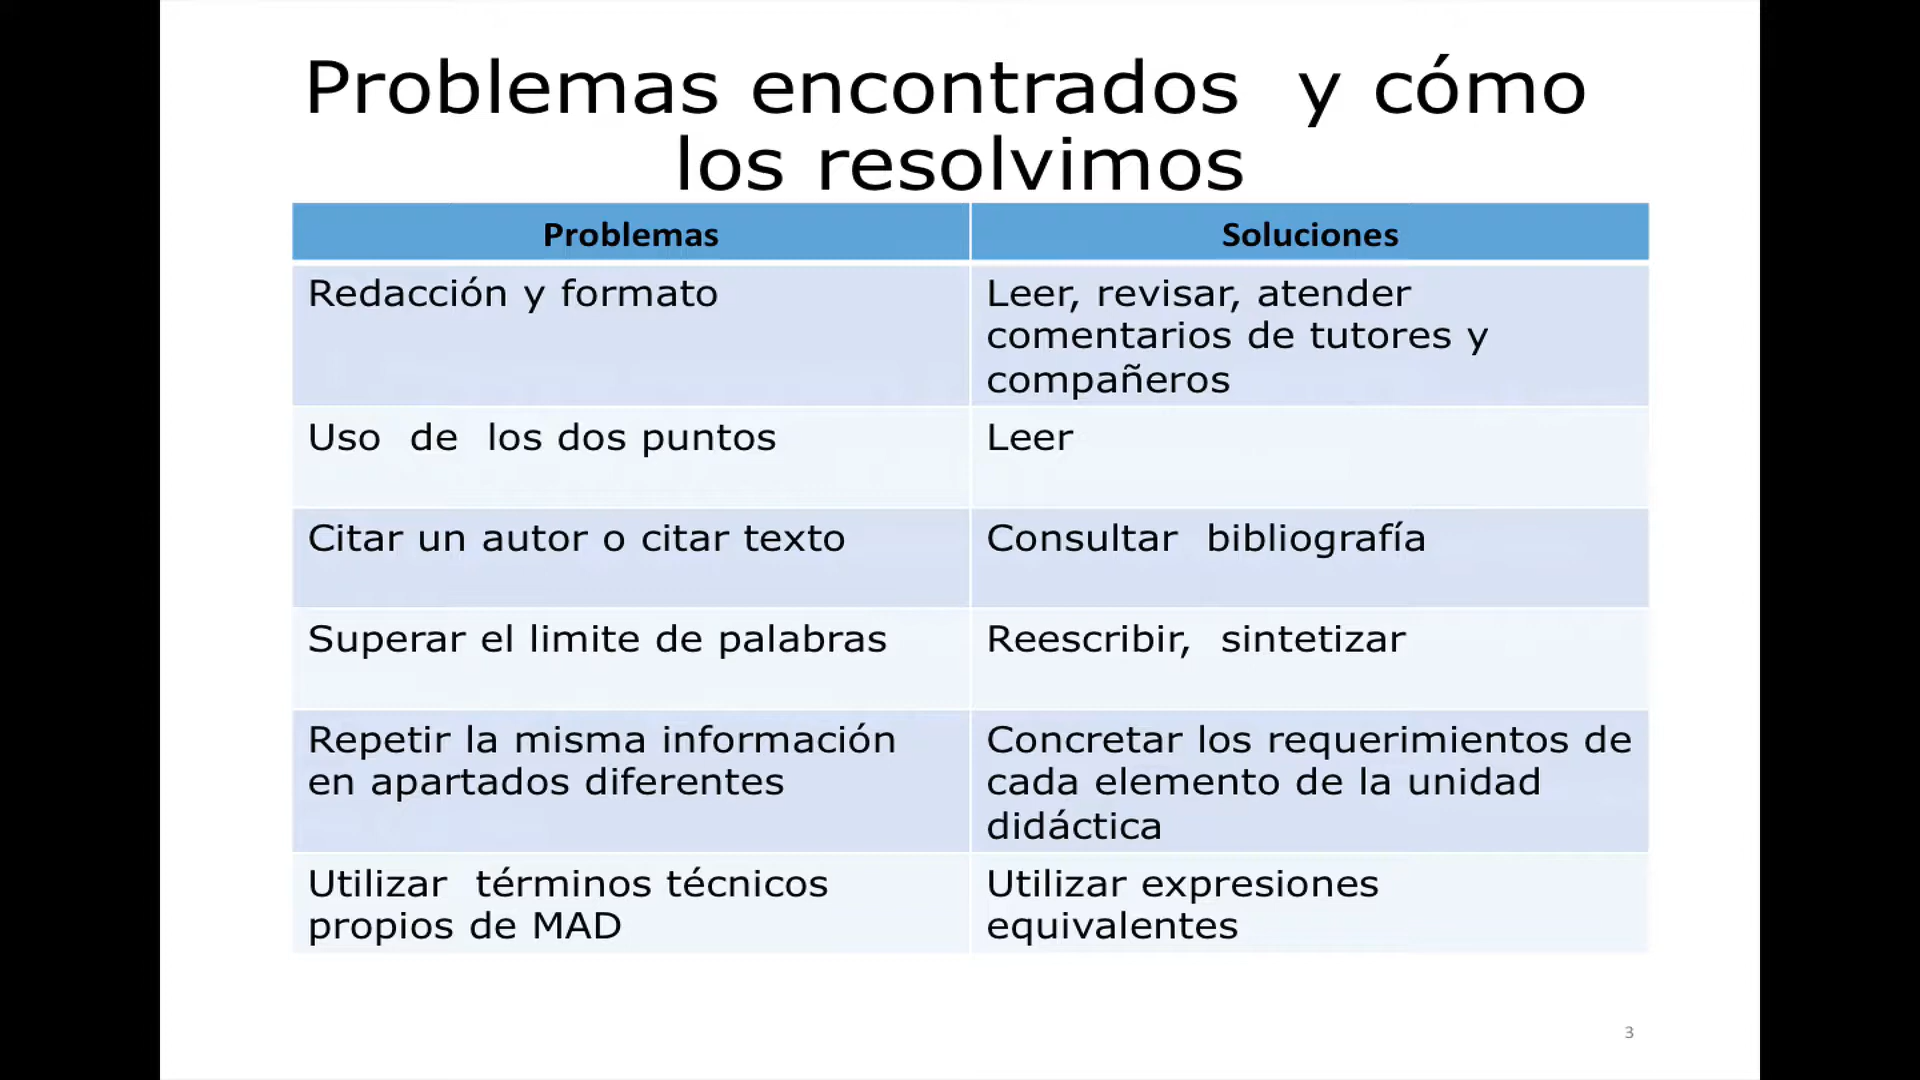 Problemas encontrados  y cómo
los resolvimos
Problemas
Soluciones
Redacción y formato
Leer, revisar, atender
comentarios de tutores y
compañeros
Uso  de  los dos puntos
Leer
Citar un autor o citar texto
Consultar  bibliografía
Superar el limite de palabras
Reescribir,  sintetizar
Repetir la misma información
en apartados diferentes
Concretar los requerimientos de
cada elemento de la unidad
didáctica
Utilizar  términos técnicos
propios de MAD
Utilizar expresiones
equivalentes
3